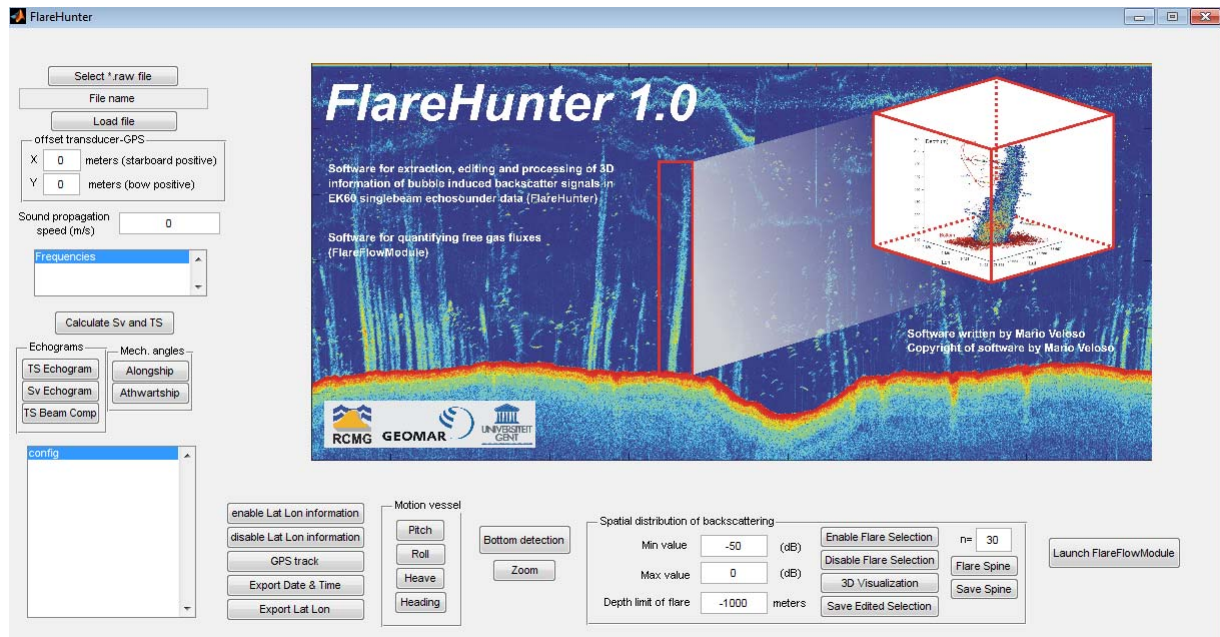 FlareHunter
Select *.raw file
File name
Load file
offset transducer-GPS
X 0 meters (starboard positive)
Y 0 meters (bow positive)
Sound propagation
speed (m/s)
0
Frequencies
Calculate Sv and TS
Echograms
TS Echogram
Sv Echogram
TS Beam Comp
Mech. angles
Alongship
Athwartship
config
FlareHunter 1.0
Software for extraction, editing and processing of 3D
information of bubble induced backscatter signals in
EK60 singlebeam echosounder data (FlareHunter)
Software for quantifying free gas fluxes
(FlareFlowModule)
Software written by Mario Veloso
Copyright of software by Mario Veloso
RCMG
GEOMAR
UNIVERSITEIT
GENT
enable Lat Lon information
disable Lat Lon information
GPS track
Export Date & Time
Export Lat Lon
Motion vessel
Pitch
Roll
Heave
Heading
Bottom detection
Zoom
Spatial distribution of backscattering
Min value -50 (dB)
Max value 0 (dB)
Depth limit of flare -1000 meters
Enable Flare Selection
Disable Flare Selection
3D Visualization
Save Edited Selection
n= 30
Flare Spine
Save Spine
Launch FlareFlowModule